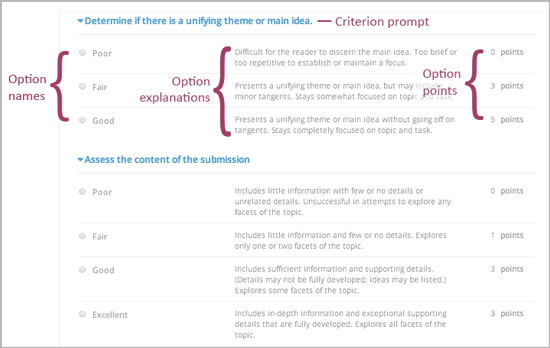 Determine if there is a unifying theme or main idea. Criterion prompt
Option names
Option explanations
Option points
Poor
Difficult for the reader to discern the main idea. Too brief or
too repetitive to establish or maintain a focus.
0 points
Fair
Presents a unifying theme or main idea, but may include
minor tangents. Stays somewhat focused on topic and task.
3 points
Good
Presents a unifying theme or main idea without going off on
tangents. Stays completely focused on topic and task.
5 points
Assess the content of the submission
Poor
Includes little information with few or no details or
unrelated details. Unsuccessful in attempts to explore any
facets of the topic.
0 points
Fair
Includes little information and few or no details. Explores
only one or two facets of the topic.
1 points
Good
Includes sufficient information and supporting details.
(Details may not be fully developed; ideas may be listed.)
Explores some facets of the topic.
3 points
Excellent
Includes in-depth information and exceptional supporting
details that are fully developed. Explores all facets of the
topic.
3 points